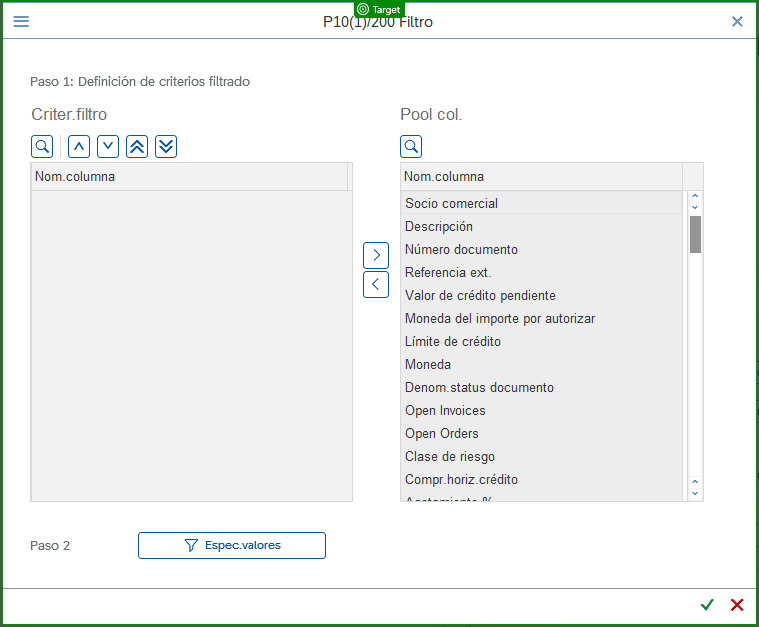 Target
P10(1)/200 Filtro
Paso 1: Definición de criterios filtrado
Criter.filtro
Pool col.
Nom.columna
Nom.columna
Socio comercial
Descripción
Número documento
Referencia ext.
Valor de crédito pendiente
Moneda del importe por autorizar
Límite de crédito
Moneda
Denom.status documento
Open Invoices
Open Orders
Clase de riesgo
Compr.horiz.crédito
Agotamiento %
Paso 2
Espec.valores